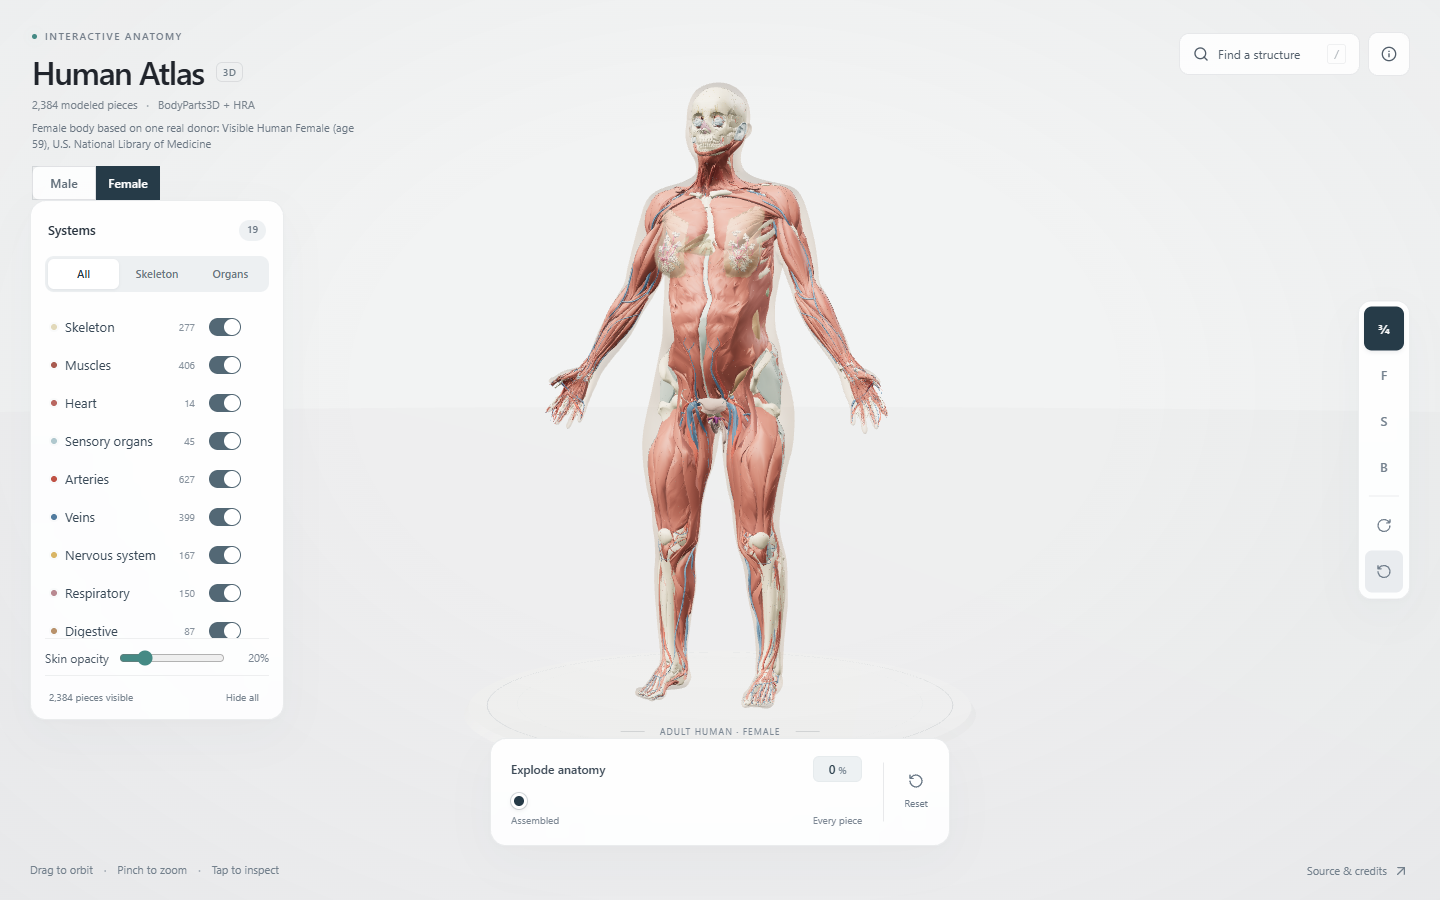 INTERACTIVE ANATOMY
Human Atlas 3D
2,384 modeled pieces · BodyParts3D + HRA
Female body based on one real donor: Visible Human Female (age
59), U.S. National Library of Medicine
Male Female
Systems 19
All Skeleton Organs
Skeleton 277
Muscles 406
Heart 14
Sensory organs 45
Arteries 627
Veins 399
Nervous system 167
Respiratory 150
Digestive 87
Skin opacity 20%
2,384 pieces visible Hide all
Find a structure /
¾
F
S
B
ADULT HUMAN · FEMALE
Explode anatomy 0 %
Assembled Every piece
Reset
Drag to orbit · Pinch to zoom · Tap to inspect
Source & credits